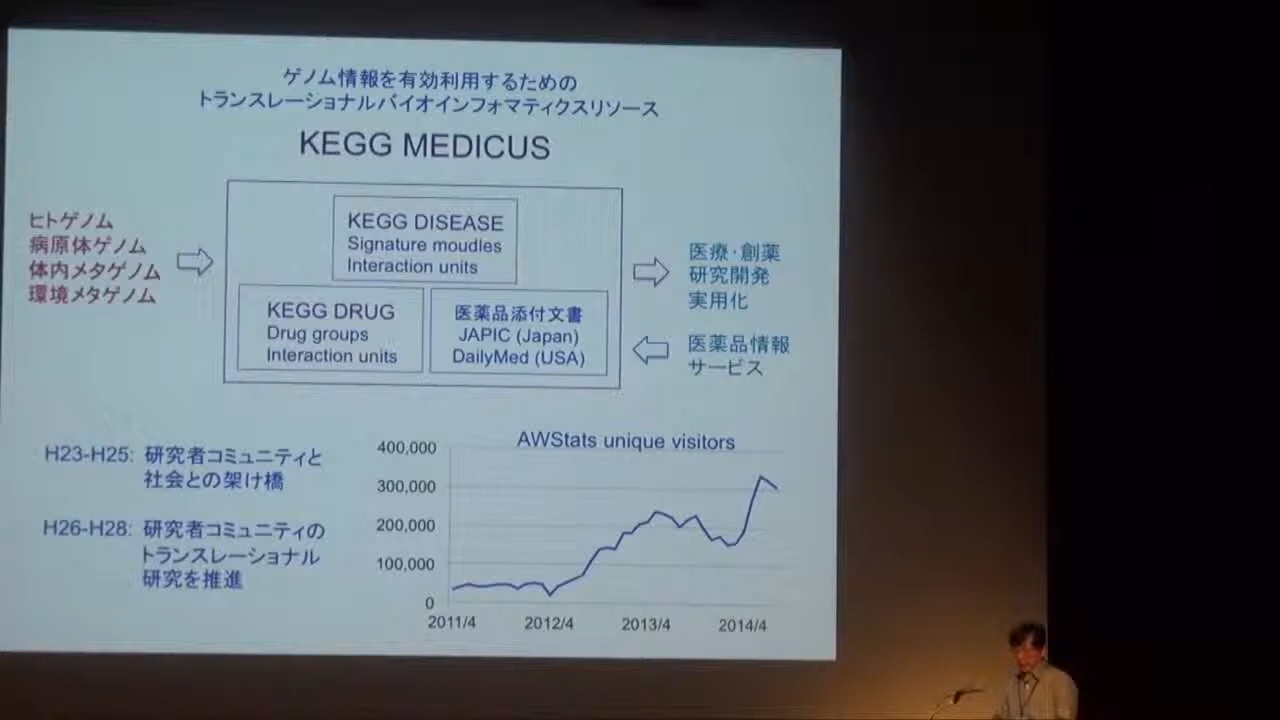 ゲノム情報を有効利用するための
トランスレーショナルバイオインフォマティクスリソース
KEGG MEDICUS
ヒトゲノム
病原体ゲノム
体内メタゲノム
環境メタゲノム
KEGG DISEASE
Signature moudles
Interaction units
KEGG DRUG
Drug groups
Interaction units
医薬品添付文書
JAPIC (Japan)
DailyMed (USA)
医療・創薬
研究開発
実用化
医薬品情報
サービス
H23-H25: 研究者コミュニティと
社会との架け橋
H26-H28: 研究者コミュニティの
トランスレーショナル
研究を推進
AWStats unique visitors
400,000
300,000
200,000
100,000
0
2011/4 2012/4 2013/4 2014/4